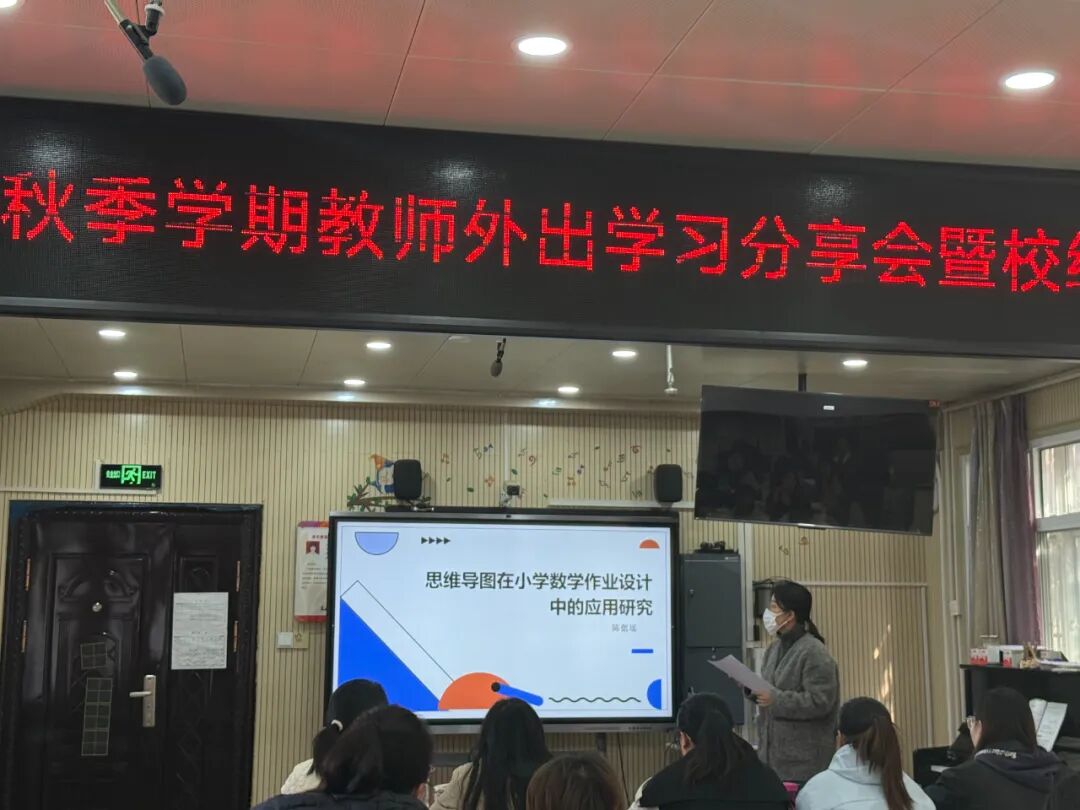 秋季学期教师外出学习分享会暨校
EXIT
思维导图在小学数学作业设计
中的应用研究